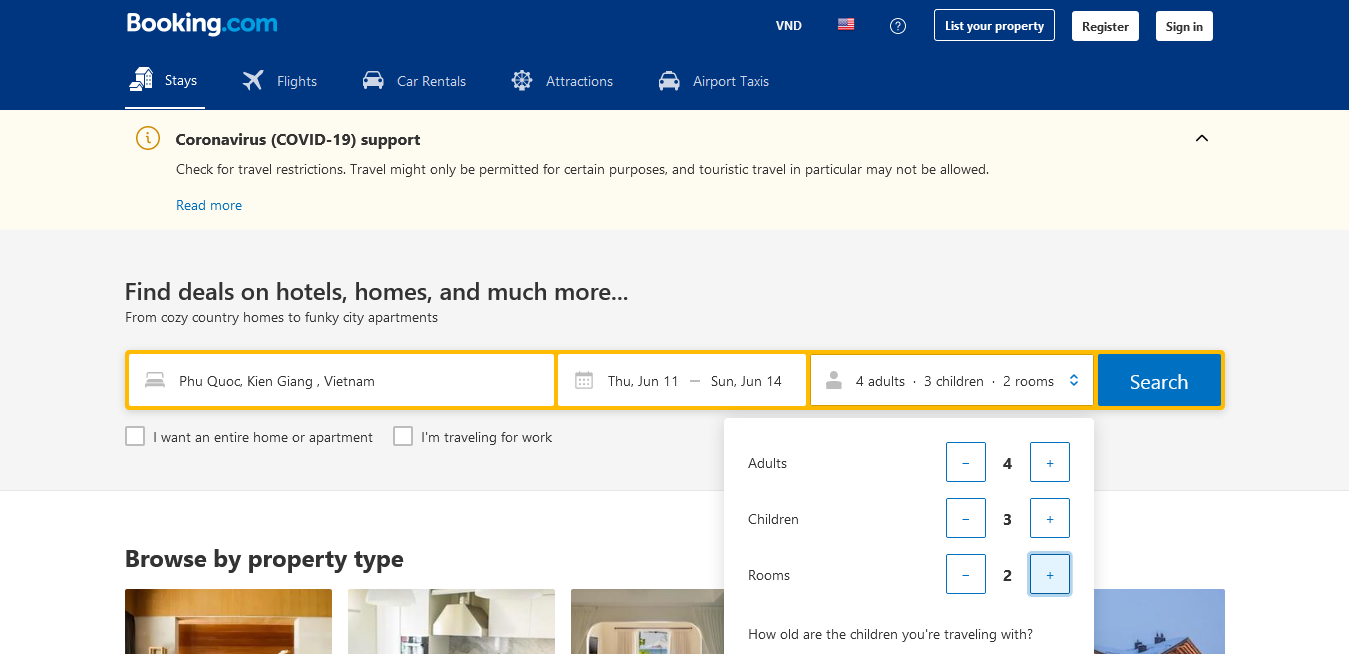 Booking.com
VND
List your property
Register
Sign in
Stays
Flights
Car Rentals
Attractions
Airport Taxis
Coronavirus (COVID-19) support
Check for travel restrictions. Travel might only be permitted for certain purposes, and touristic travel in particular may not be allowed.
Read more
Find deals on hotels, homes, and much more...
From cozy country homes to funky city apartments
Phu Quoc, Kien Giang , Vietnam
Thu, Jun 11 — Sun, Jun 14
4 adults · 3 children · 2 rooms
Search
I want an entire home or apartment
I'm traveling for work
Adults − 4 +
Children − 3 +
Rooms − 2 +
How old are the children you're traveling with?
Browse by property type